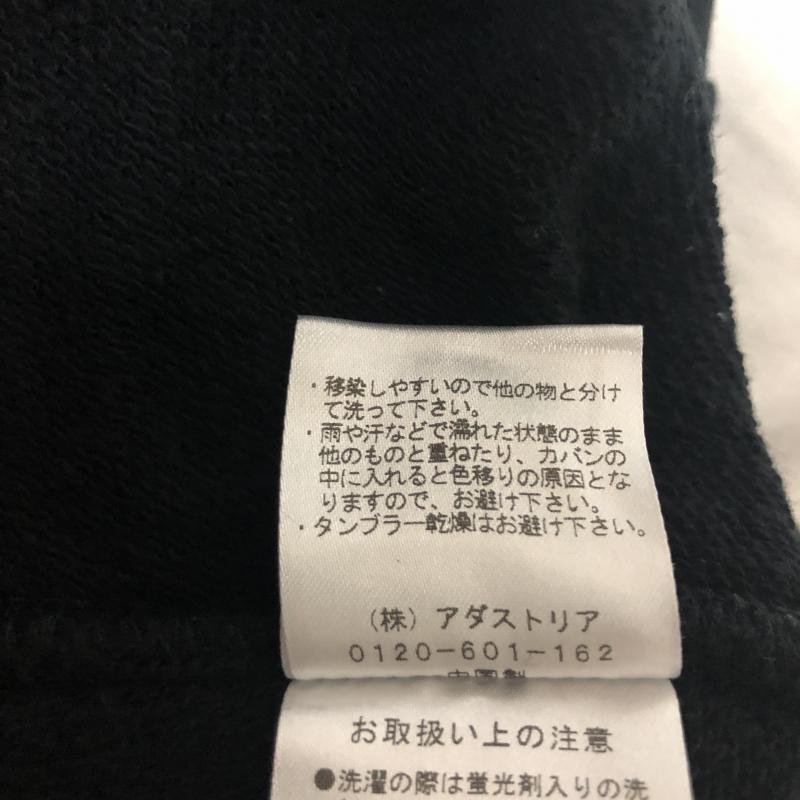 ・移染しやすいので他の物と分け
て洗って下さい。
・雨や汗などで濡れた状態のまま
他のものと重ねたり、カバンの
中に入れると色移りの原因とな
りますので、お避け下さい。
・タンブラー乾燥はお避け下さい。
（株）アダストリア
0120-601-162
中国製
お取扱い上の注意
●洗濯の際は蛍光剤入りの洗